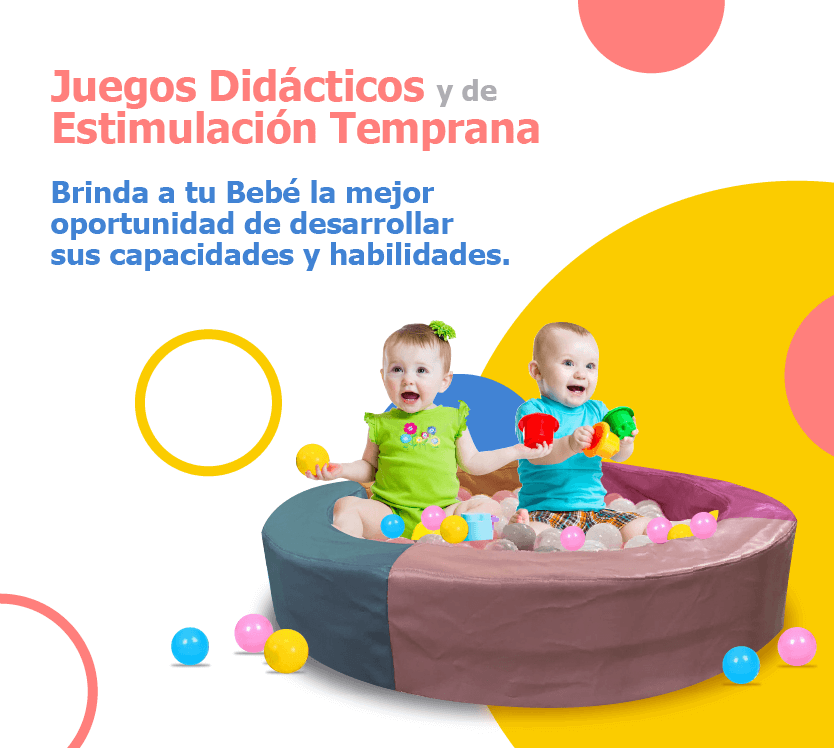 Juegos Didácticos y de
Estimulación Temprana
Brinda a tu Bebé la mejor
oportunidad de desarrollar
sus capacidades y habilidades.